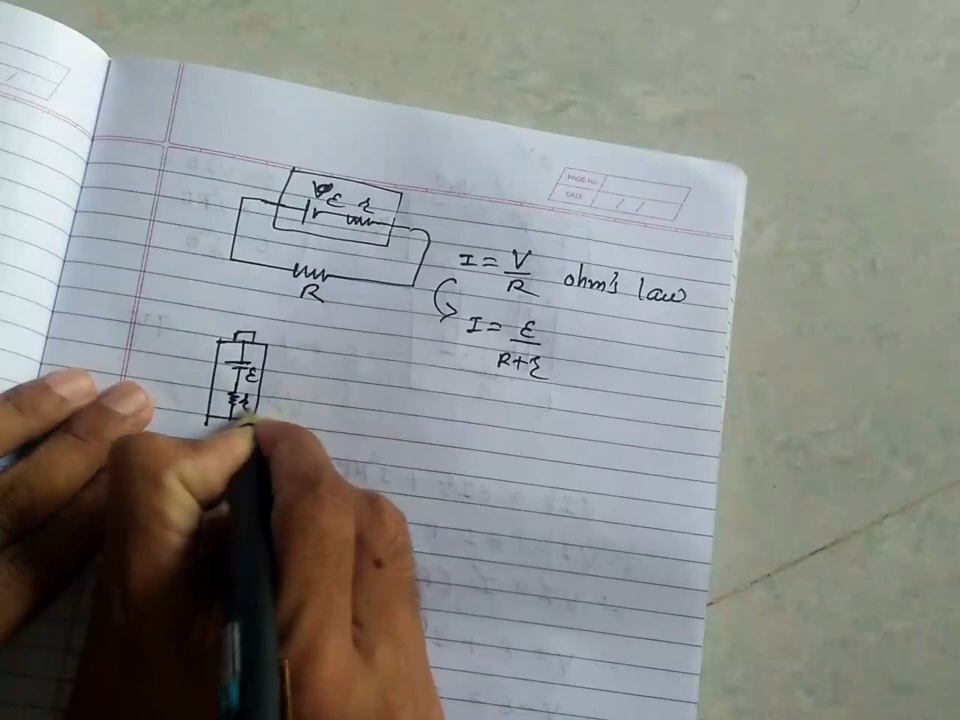 PAGE No.
DATE / /
ε r
R
I = V/R ohm's law
I = ε/R+r
ε
r